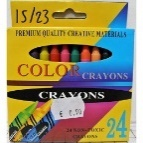 15/23
PREMIUM QUALITY CREATIVE MATERIALS
COLOR
CRAYONS
CRAYONS
24